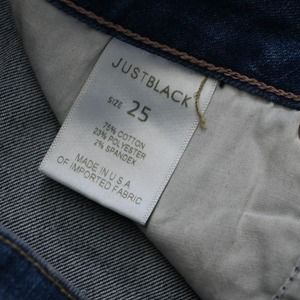 JUSTBLACK
SIZE 25
75% COTTON
23% POLYESTER
2% SPANDEX
MADE IN U.S.A
OF IMPORTED FABRIC